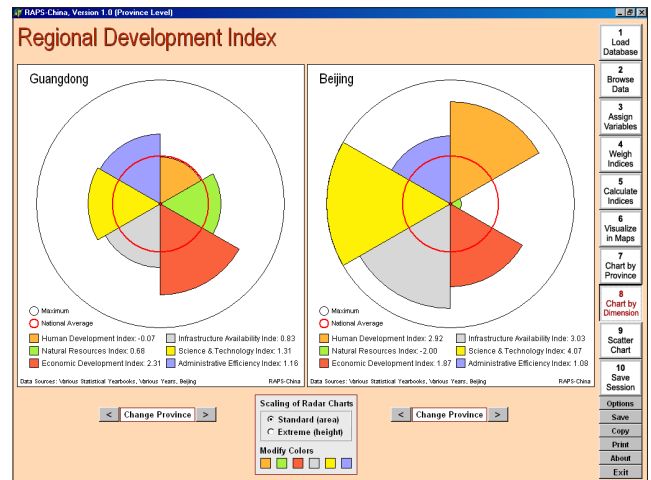 RAPS-China, Version 1.0 (Province Level)
Regional Development Index
Guangdong
Maximum
National Average
Human Development Index: -0.07
Infrastructure Availability Inde: 0.83
Natural Resources Index: 0.68
Science & Technology Index: 1.31
Economic Development Index: 2.31
Administrative Efficiency Index: 1.16
Data Sources: Various Statistical Yearbooks, Various Years, Beijing
RAPS-China
Beijing
Maximum
National Average
Human Development Index: 2.92
Infrastructure Availability Inde: 3.03
Natural Resources Index: -2.00
Science & Technology Index: 4.07
Economic Development Index: 1.87
Administrative Efficiency Index: 1.08
Data Sources: Various Statistical Yearbooks, Various Years, Beijing
RAPS-China
< Change Province >
Scaling of Radar Charts
Standard (area)
Extreme (height)
Modify Colors
< Change Province >
1
Load
Database
2
Browse
Data
3
Assign
Variables
4
Weigh
Indices
5
Calculate
Indices
6
Visualize
in Maps
7
Chart by
Province
8
Chart by
Dimension
9
Scatter
Chart
10
Save
Session
Options
Save
Copy
Print
About
Exit